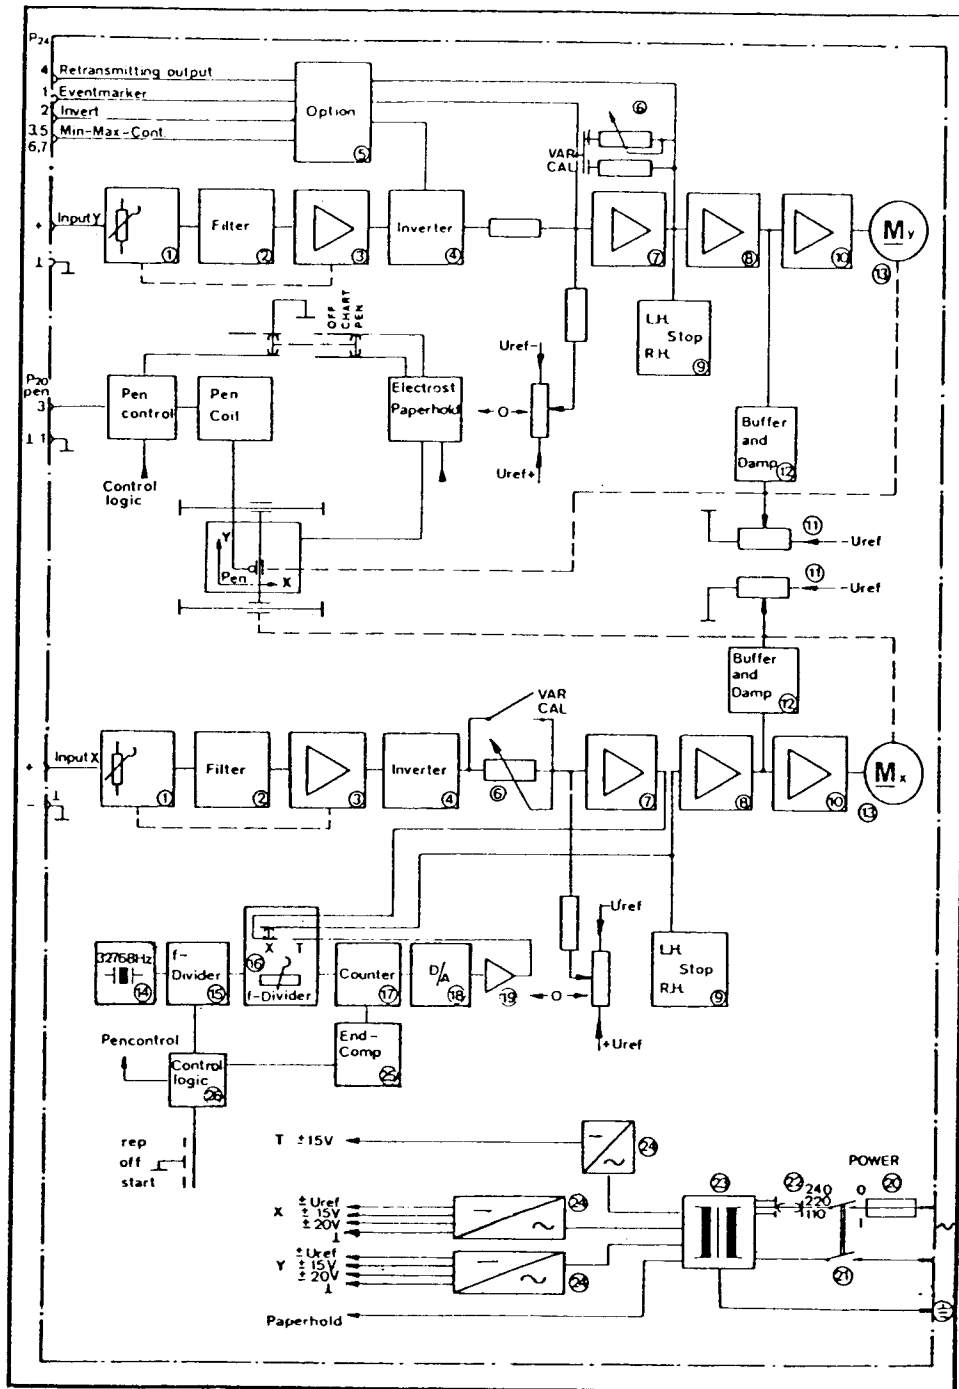 P24
4 Retransmitting output
1 Eventmarker
2 Invert
3.5 Min-Max-Cont.
6,7
Option
5
6
VAR
CAL
+ Input Y
1
Filter
2
3
Inverter
4
7
8
10
My
13
⊥
OFF
CHART
PEN
L.H.
Stop
R.H.
9
Uref-
P20
pen
3
⊥ 1
Pen
control
Pen
Coil
Electrost
Paperhold
O
Uref+
Buffer
and
Damp
12
Control
logic
11
-Uref
Y
Pen
X
11
-Uref
Buffer
and
Damp
12
VAR
CAL
+ Input X
1
Filter
2
3
Inverter
4
6
7
8
10
Mx
13
- ⊥
-Uref
X T
32768Hz
14
f-
Divider
15
16
f-Divider
Counter
17
D/A
18
19
O
L.H.
Stop
R.H.
9
+Uref
Pencontrol
Control
logic
26
End-
Comp
25
rep
off
start
T ±15V
~
24
POWER
± Uref
X ± 15V
± 20V
⊥
~
24
23
22
240
220
110
0
1
20
~
± Uref
Y ± 15V
± 20V
⊥
~
24
21
Paperhold